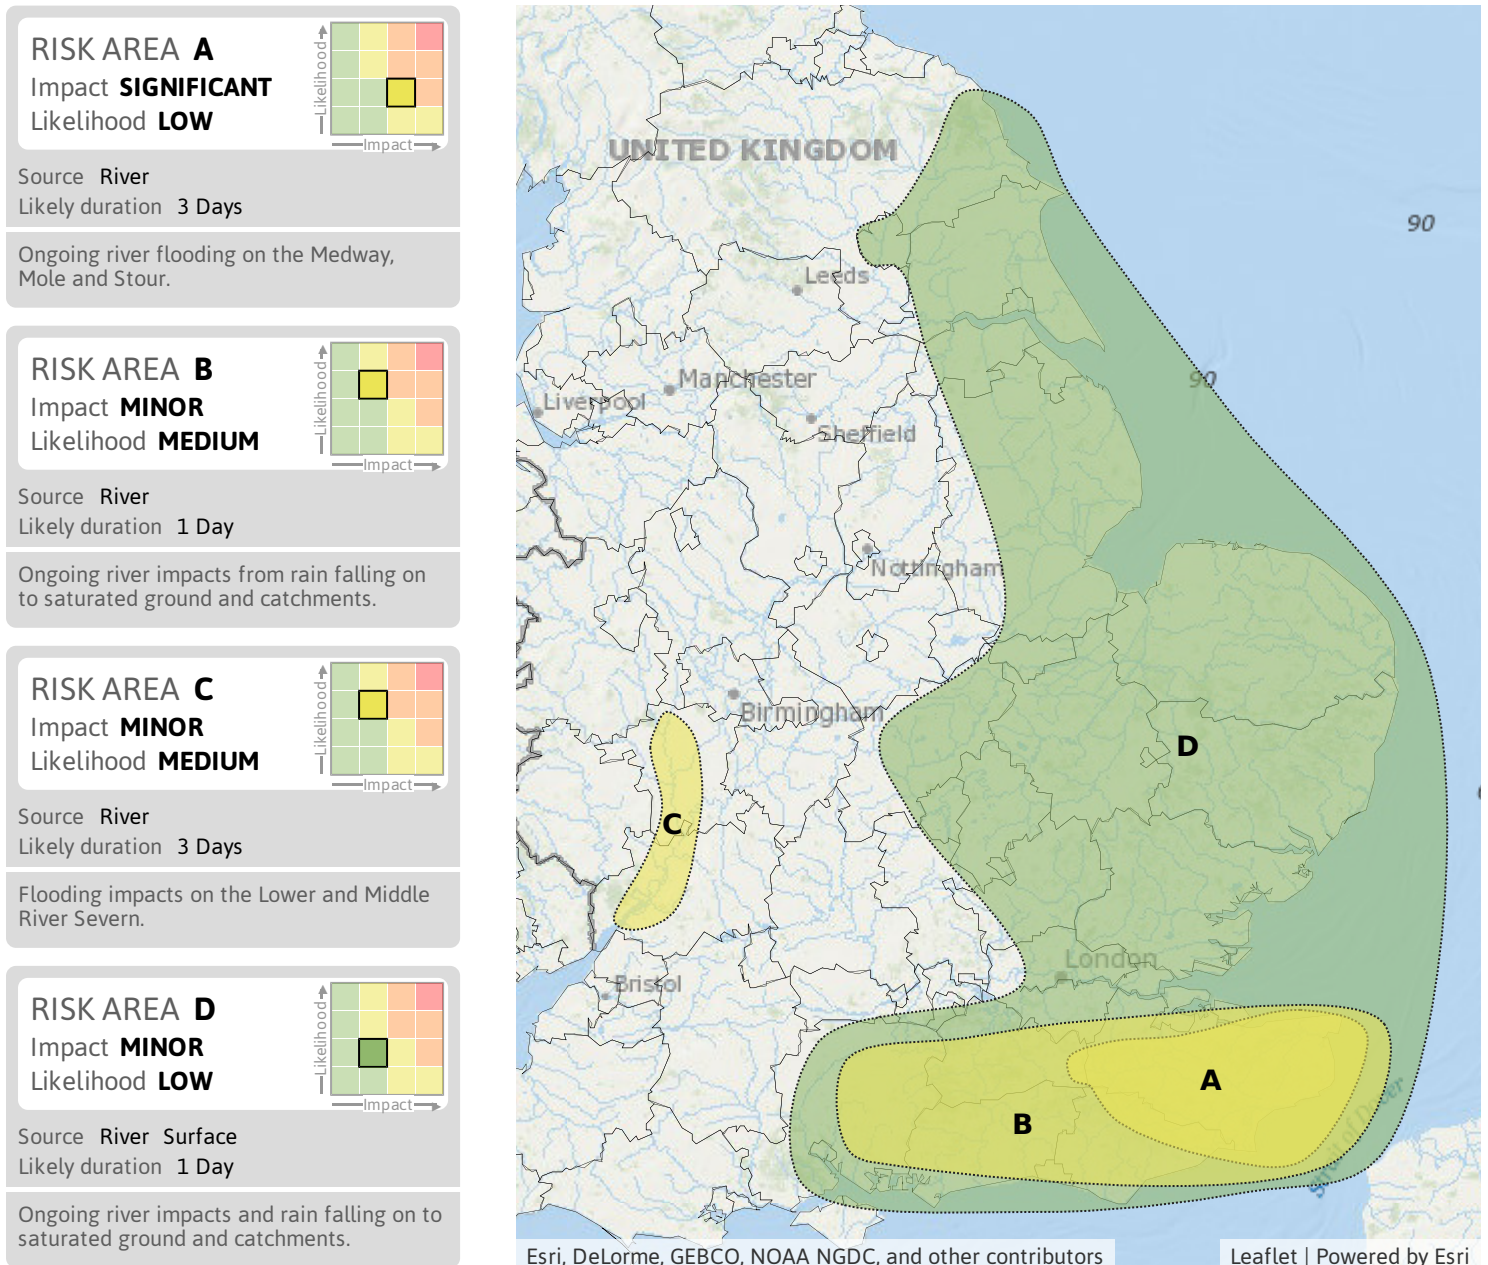 RISK AREA A
Impact SIGNIFICANT
Likelihood LOW
Likelihood
Impact
Source River
Likely duration 3 Days
Ongoing river flooding on the Medway,
Mole and Stour.
RISK AREA B
Impact MINOR
Likelihood MEDIUM
Likelihood
Impact
Source River
Likely duration 1 Day
Ongoing river impacts from rain falling on
to saturated ground and catchments.
RISK AREA C
Impact MINOR
Likelihood MEDIUM
Likelihood
Impact
Source River
Likely duration 3 Days
Flooding impacts on the Lower and Middle
River Severn.
RISK AREA D
Impact MINOR
Likelihood LOW
Likelihood
Impact
Source River Surface
Likely duration 1 Day
Ongoing river impacts and rain falling on to
saturated ground and catchments.
UNITED KINGDOM
90
Leeds
90
Manchester
Liverpool
Sheffield
Nottingham
Birmingham
D
C
London
Bristol
A
B
Strait of Dover
Esri, DeLorme, GEBCO, NOAA NGDC, and other contributors
Leaflet | Powered by Esri